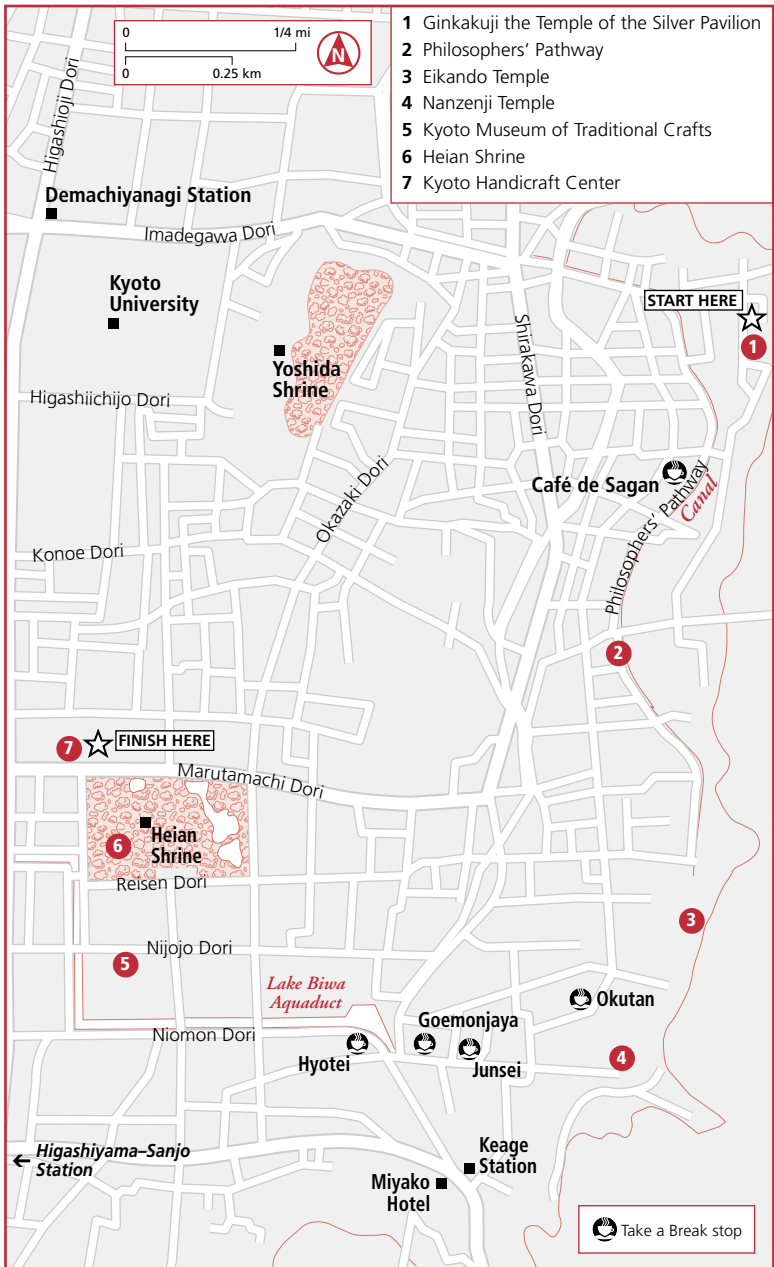 0 1/4 mi
0 0.25 km
N
1 Ginkakuji the Temple of the Silver Pavilion
2 Philosophers' Pathway
3 Eikando Temple
4 Nanzenji Temple
5 Kyoto Museum of Traditional Crafts
6 Heian Shrine
7 Kyoto Handicraft Center
Higashioji Dori
Demachiyanagi Station
Imadegawa Dori
Kyoto
University
START HERE
1
Yoshida
Shrine
Shirakawa Dori
Higashiichijo Dori
Okazaki Dori
Café de Sagan
Canal
Philosophers' Pathway
Konoe Dori
2
7
FINISH HERE
Marutamachi Dori
Heian
Shrine
6
Reisen Dori
3
Nijojo Dori
5
Lake Biwa
Aquaduct
Okutan
Niomon Dori
Goemonjaya
Hyotei
Junsei
4
Higashiyama–Sanjo
Station
Keage
Station
Miyako
Hotel
Take a Break stop